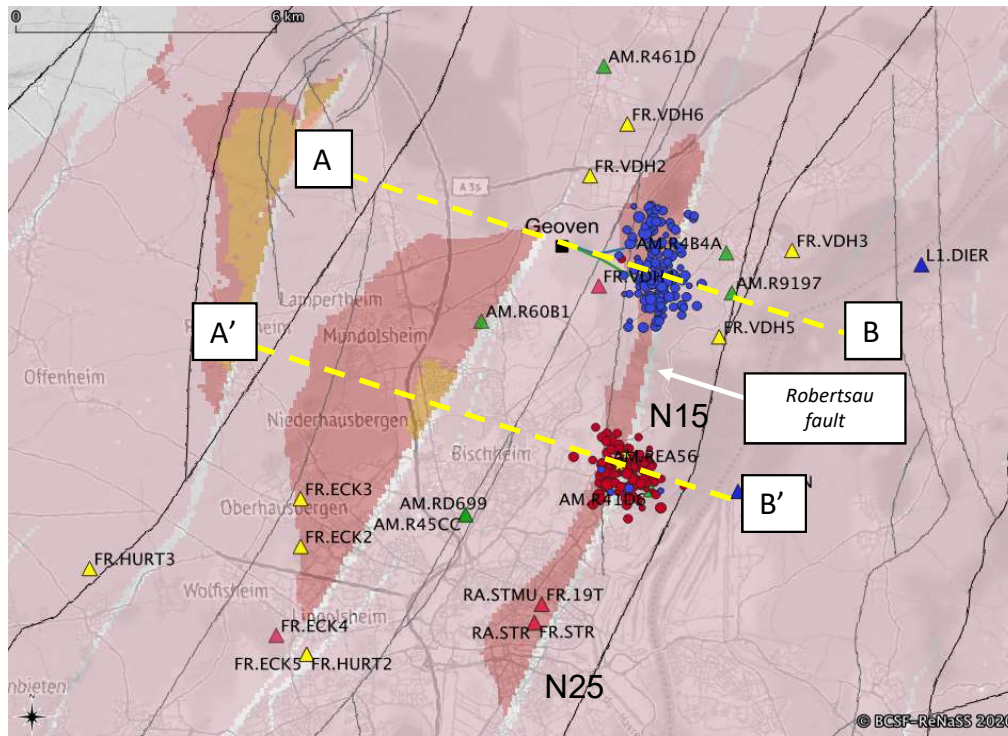 0
6 km
AM.R461D
FR.VDH6
A
FR.VDH2
A 35
Geoven
AM.R4B4A
FR.VDH3
L1.DIER
FR.VDH
AM.R9197
Lampertheim
AM.R60B1
A'
B
Mundolsheim
FR.VDH5
Offenheim
Robertsau
fault
Niederhausbergen
N15
Bischheim
AM.REA56
FR.ECK3
AM.RD699
AM.R41D6
B'
N
Oberhausbergen
AM.R45CC
FR.ECK2
FR.HURT3
Wolfisheim
RA.STMU
FR.19T
Lingolsheim
RA.STR
FR.STR
FR.ECK4
FR.ECK5
FR.HURT2
N25
nbieten
N
© BCSF-ReNaSS 2020